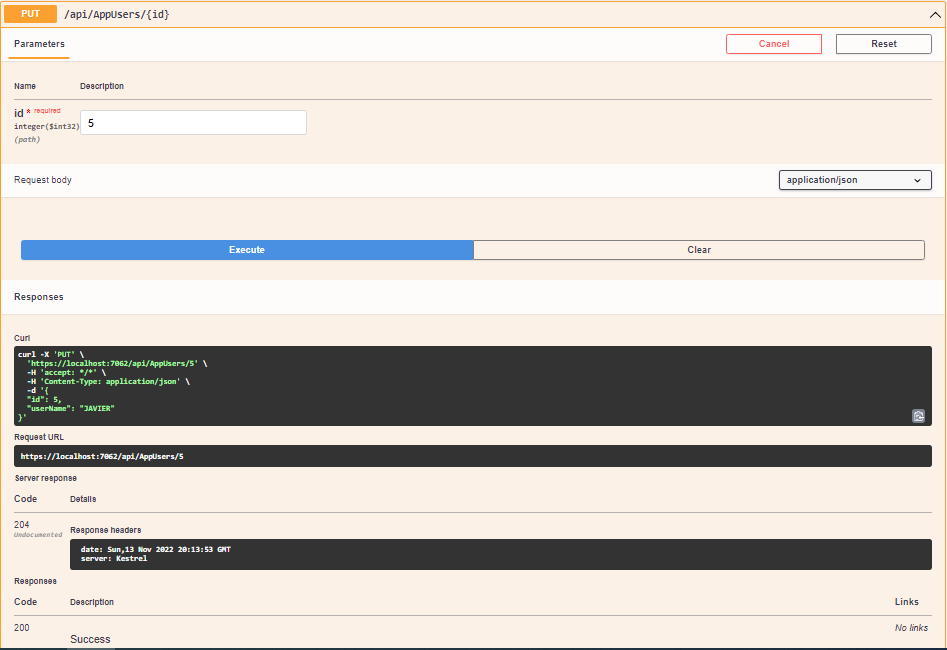 PUT /api/AppUsers/{id}
Parameters Cancel Reset
Name Description
id * required
integer($int32) 5
(path)
Request body application/json
Execute Clear
Responses
Curl
curl -X 'PUT' \
'https://localhost:7062/api/AppUsers/5' \
-H 'accept: */*' \
-H 'Content-Type: application/json' \
-d '{
"id": 5,
"userName": "JAVIER"
}'
Request URL
https://localhost:7062/api/AppUsers/5
Server response
Code Details
204
Undocumented Response headers
date: Sun,13 Nov 2022 20:13:53 GMT
server: Kestrel
Responses
Code Description Links
200 No links
Success